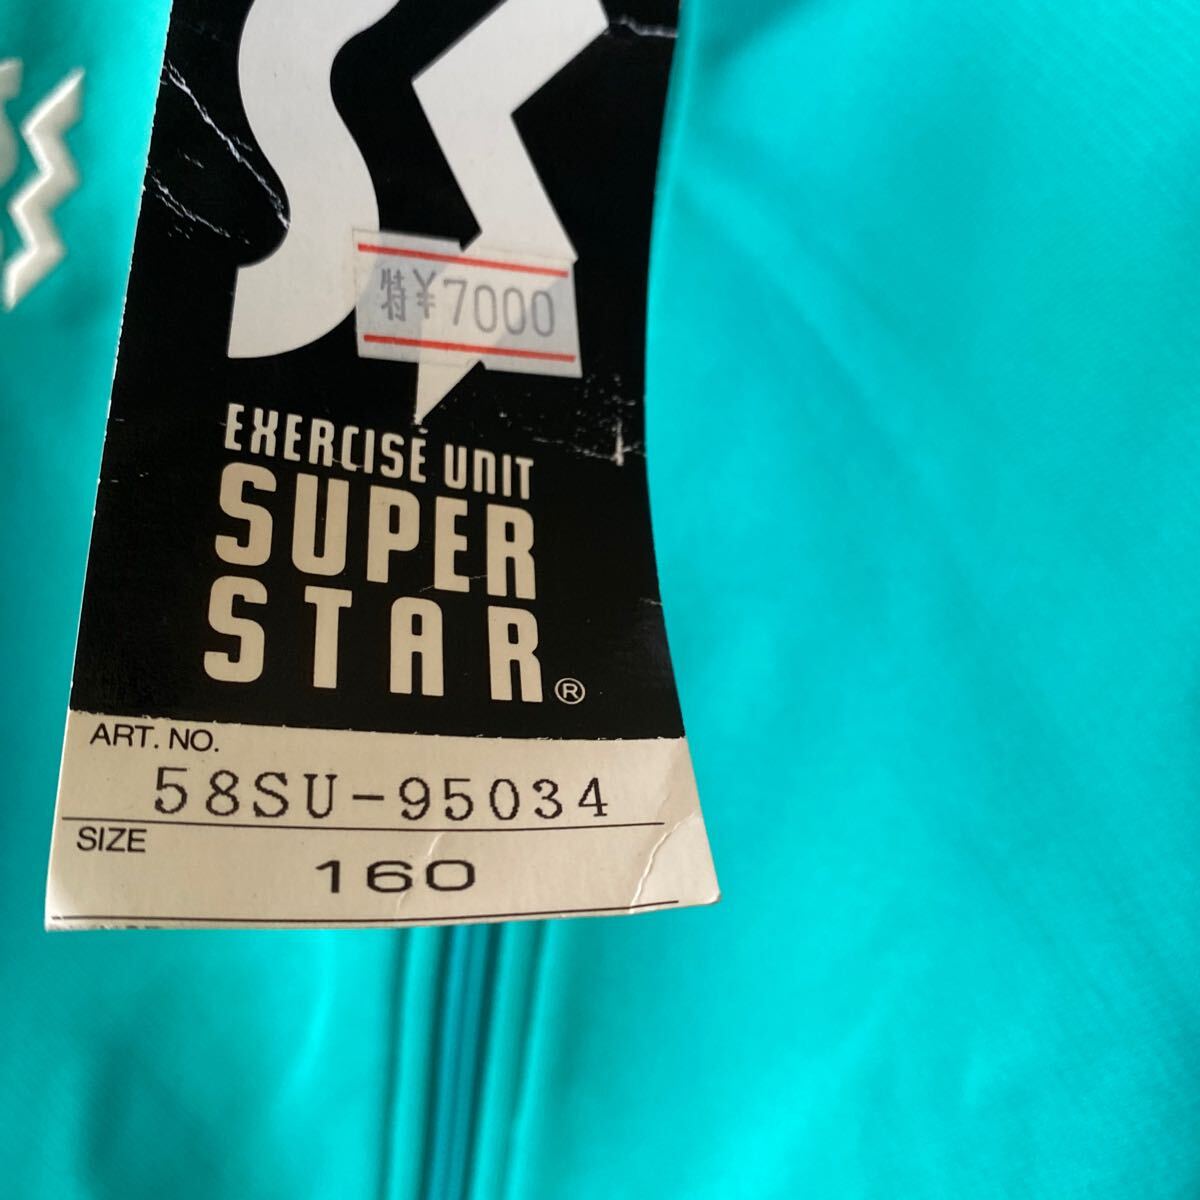 特¥7000
EXERCISE UNIT
SUPER
STAR®
ART. NO.
58SU-95034
SIZE
160